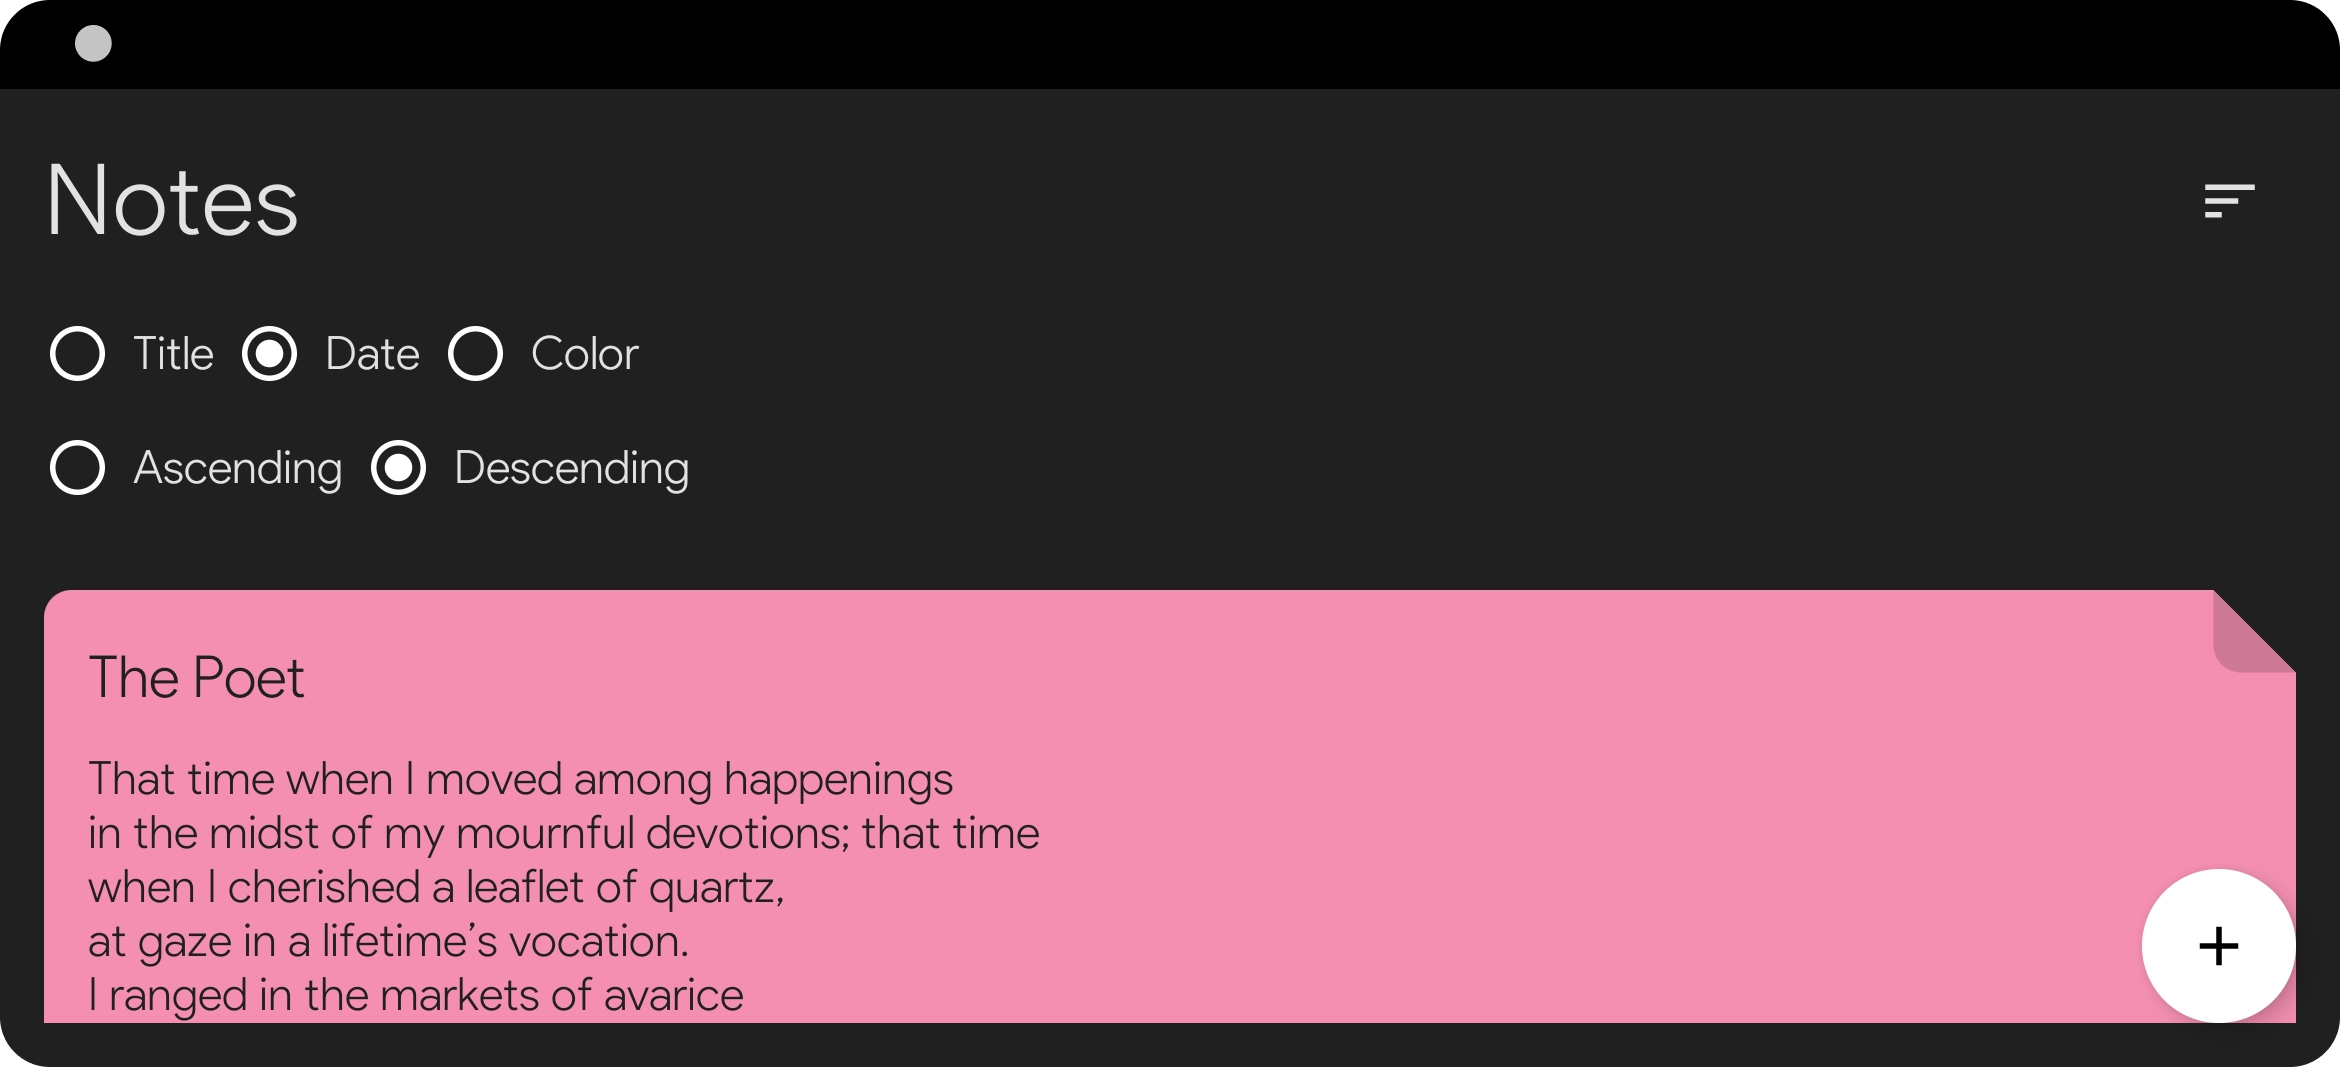 Notes
Title Date Color
Ascending Descending
The Poet
That time when I moved among happenings
in the midst of my mournful devotions; that time
when I cherished a leaflet of quartz,
at gaze in a lifetime’s vocation.
I ranged in the markets of avarice